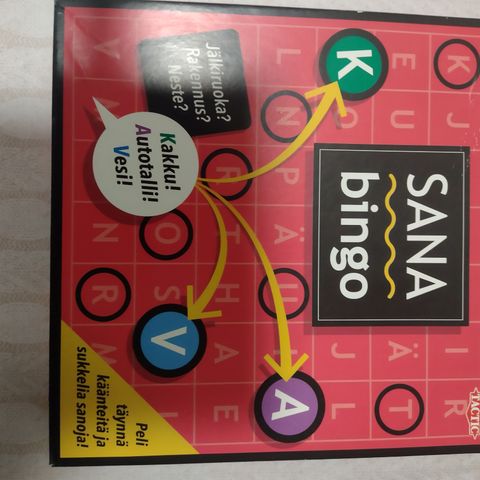 TACTIC
SANA
bingo
Jälkiruoka?
Rakennus?
Neste?
Kakku!
Autotalli!
Vesi!
K
A
V
Peli
täynnä
käänteitä ja
sukkelia sanoja!